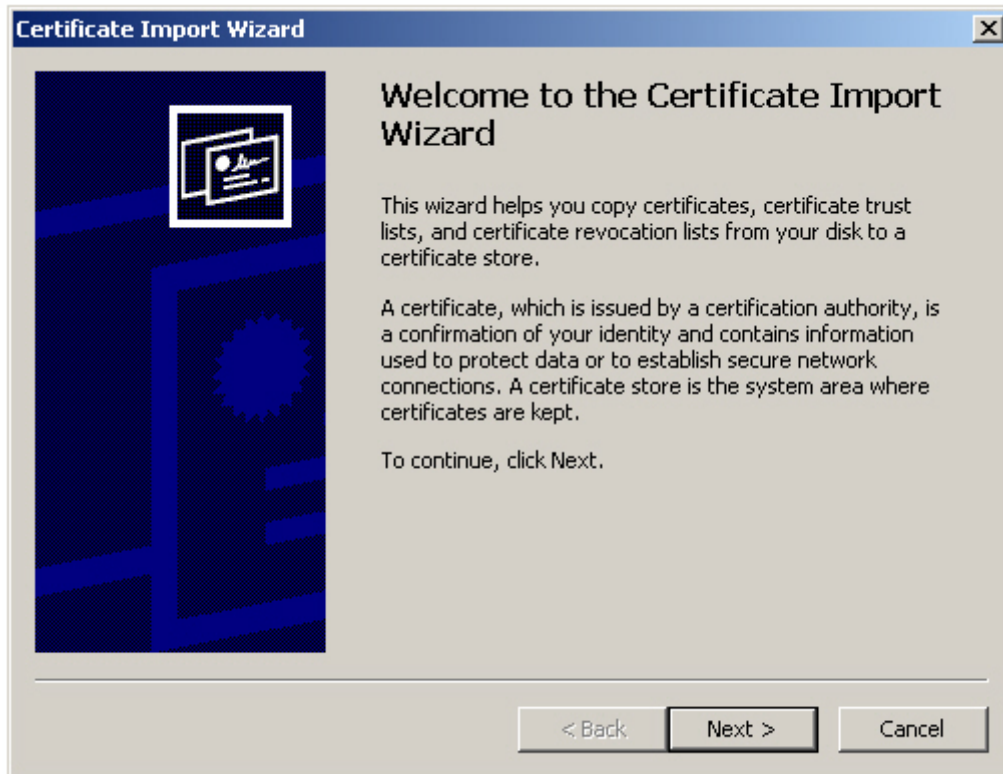 Certificate Import Wizard
Welcome to the Certificate Import
Wizard
This wizard helps you copy certificates, certificate trust
lists, and certificate revocation lists from your disk to a
certificate store.
A certificate, which is issued by a certification authority, is
a confirmation of your identity and contains information
used to protect data or to establish secure network
connections. A certificate store is the system area where
certificates are kept.
To continue, click Next.
< Back Next > Cancel